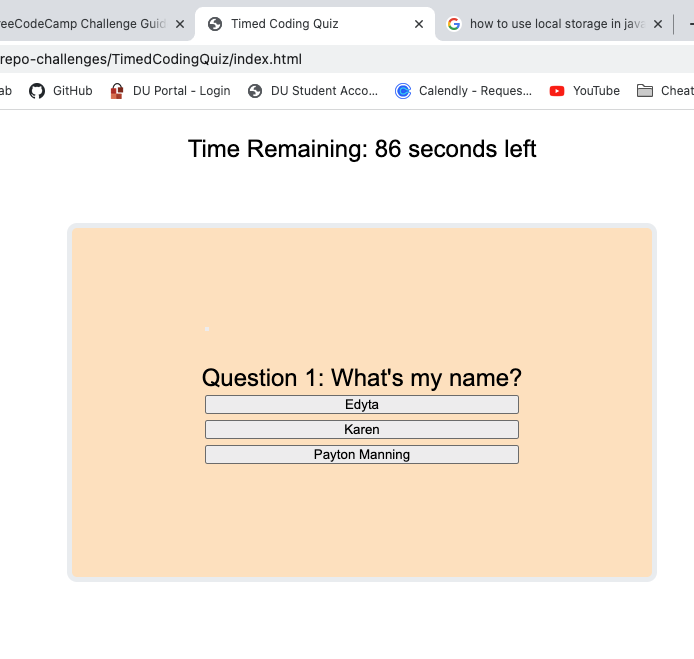 reeCodeCamp Challenge Guid
Timed Coding Quiz
how to use local storage in java
repo-challenges/TimedCodingQuiz/index.html
ab GitHub DU Portal - Login DU Student Acco... Calendly - Reques... YouTube Cheat
Time Remaining: 86 seconds left
Question 1: What's my name?
Edyta
Karen
Payton Manning